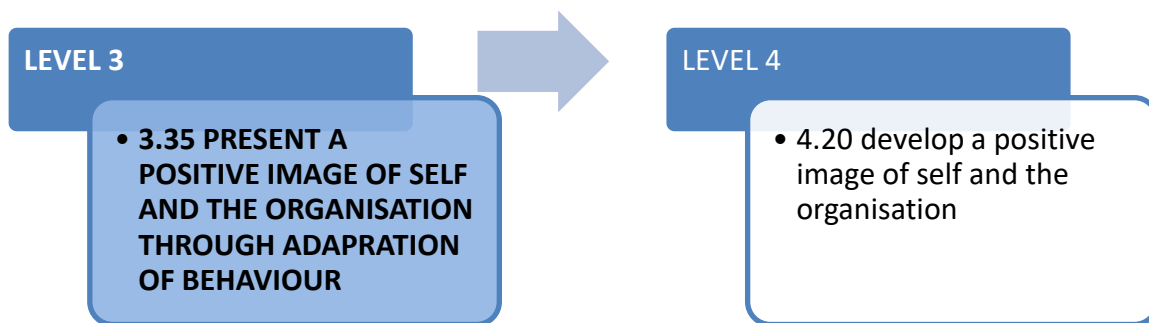 LEVEL 3
• 3.35 PRESENT A
POSITIVE IMAGE OF SELF
AND THE ORGANISATION
THROUGH ADAPRATION
OF BEHAVIOUR
LEVEL 4
• 4.20 develop a positive
image of self and the
organisation